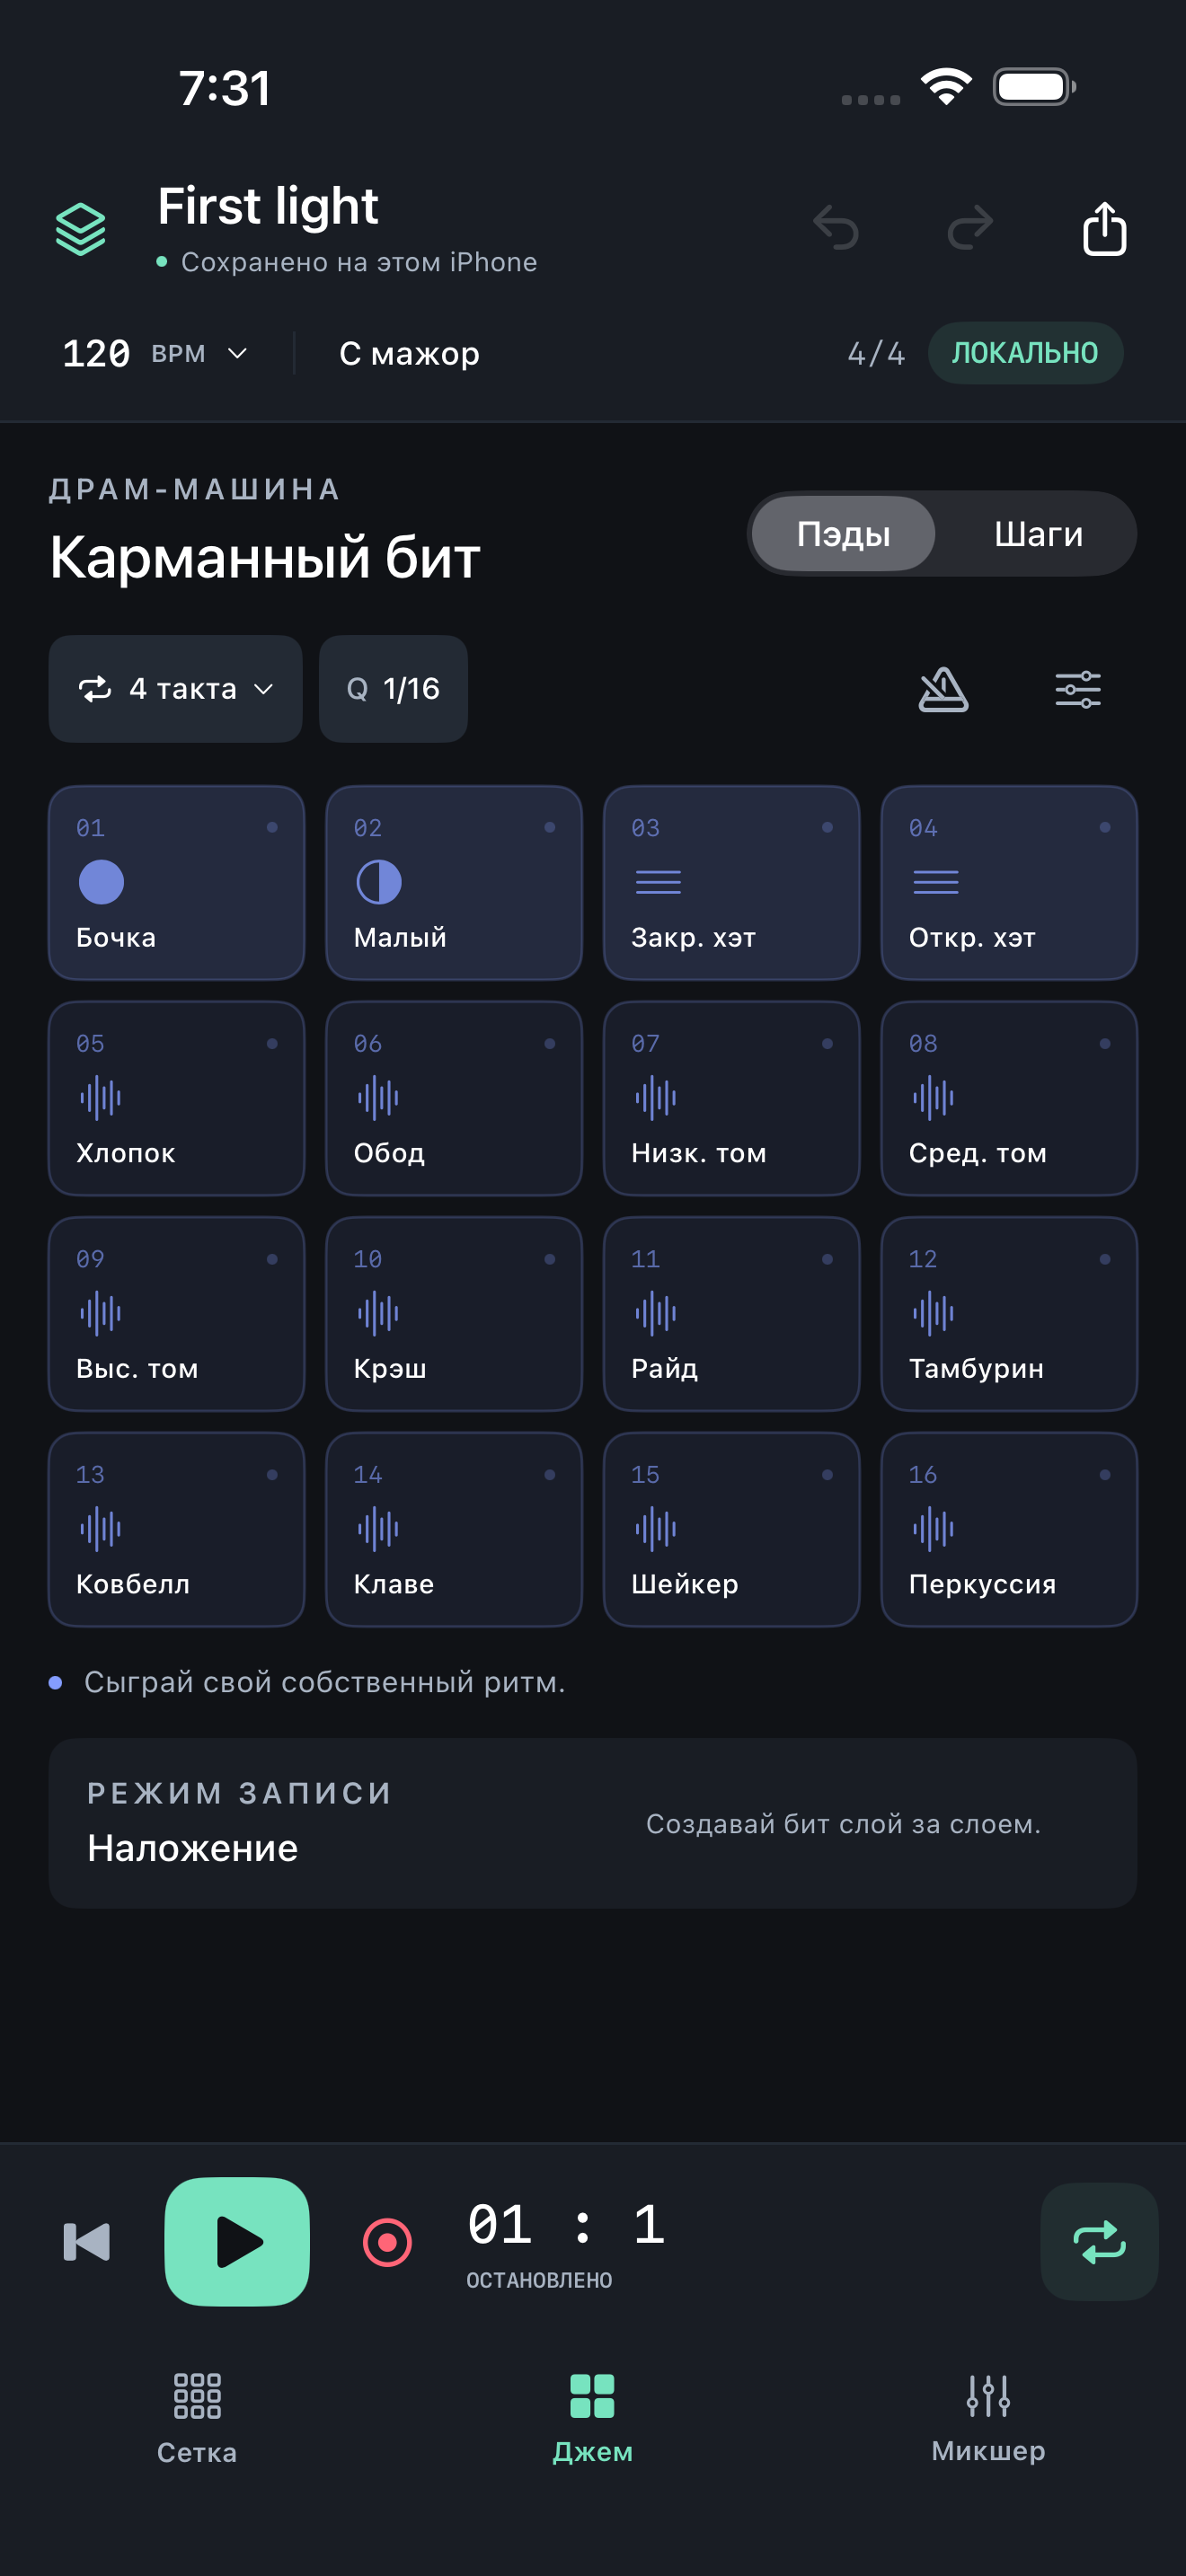 7:31
First light
Сохранено на этом iPhone
120 BPM
С мажор
4/4
ЛОКАЛЬНО
ДРАМ-МАШИНА
Карманный бит
Пэды
Шаги
4 такта
Q 1/16
01
Бочка
02
Малый
03
Закр. хэт
04
Откр. хэт
05
Хлопок
06
Обод
07
Низк. том
08
Сред. том
09
Выс. том
10
Крэш
11
Райд
12
Тамбурин
13
Ковбелл
14
Клаве
15
Шейкер
16
Перкуссия
Сыграй свой собственный ритм.
РЕЖИМ ЗАПИСИ
Наложение
Создавай бит слой за слоем.
01 : 1
ОСТАНОВЛЕНО
Сетка
Джем
Микшер